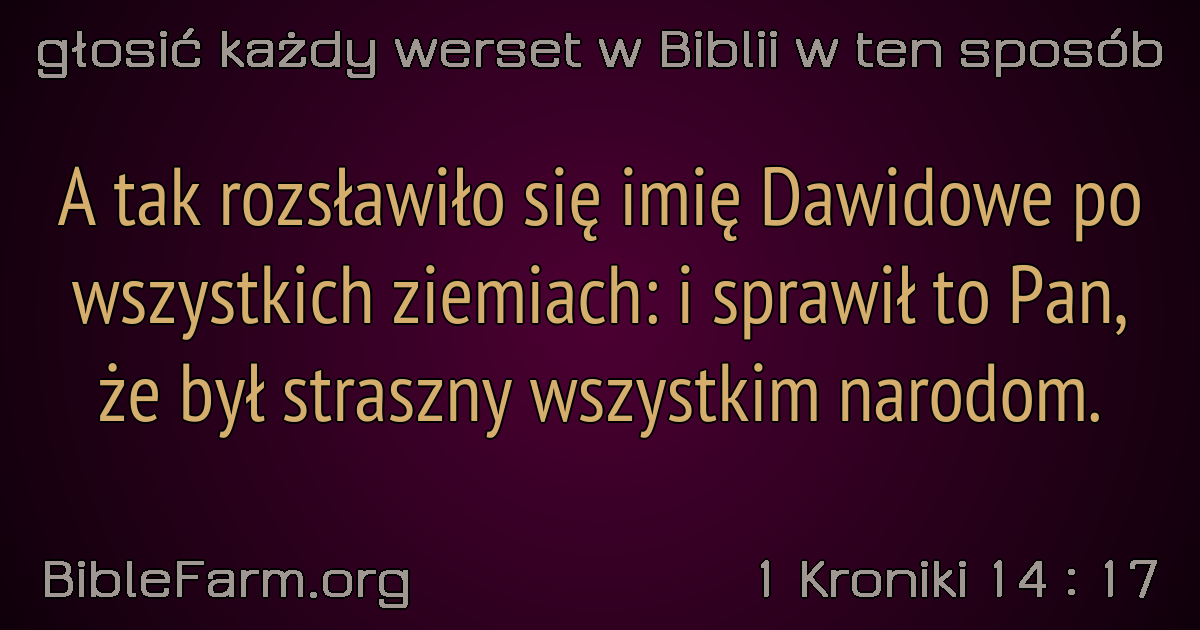 głosić każdy werset w Biblii w ten sposób
A tak rozsławiło się imię Dawidowe po
wszystkich ziemiach: i sprawił to Pan,
że był straszny wszystkim narodom.
BibleFarm.org
1 Kroniki 14 : 17